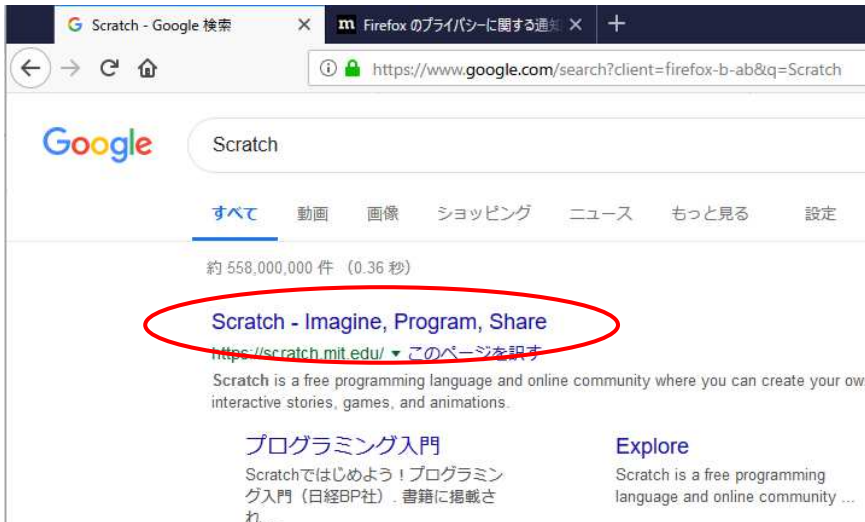 Scratch - Google 検索
Firefox のプライバシーに関する通知
https://www.google.com/search?client=firefox-b-ab&q=Scratch
Google
Scratch
すべて 動画 画像 ショッピング ニュース もっと見る 設定
約 558,000,000 件 (0.36 秒)
Scratch - Imagine, Program, Share
https://scratch.mit.edu/ ▼ このページを訳す
Scratch is a free programming language and online community where you can create your ow
interactive stories, games, and animations.
プログラミング入門
Scratchではじめよう！プログラミン
グ入門（日経BP社）. 書籍に掲載さ
れ ...
Explore
Scratch is a free programming
language and online community ...